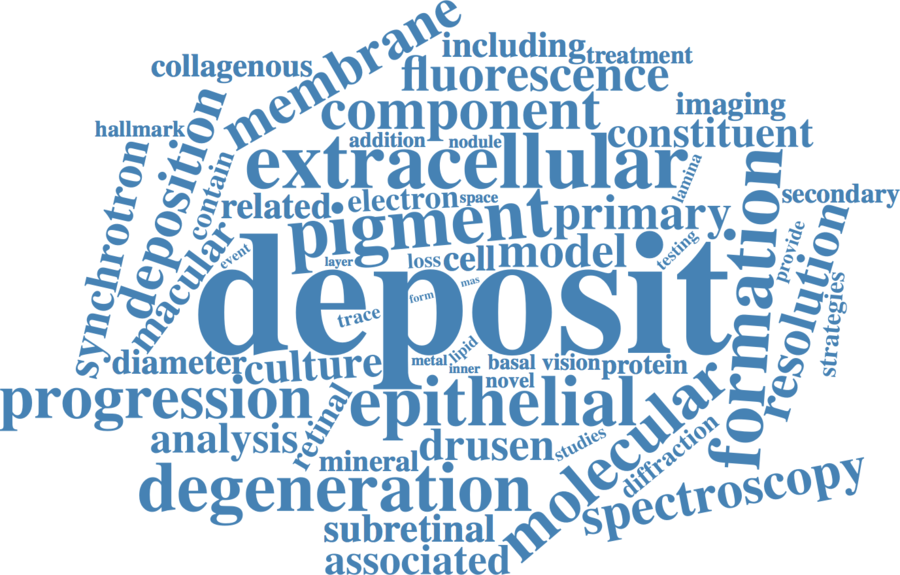 membrane
including
treatment
collagenous
fluorescence
component
imaging
hallmark
deposition
addition
nodule
constituent
extracellular
contain
lamina
synchrotron
related
electron
space
secondary
pigment
primary
formation
macular
event
layer
loss
cell
model
testing
provide
resolution
deposit
form
mas
trace
strategies
diameter
culture
metal
lipid
inner
basal
vision
protein
novel
progression
retinal
epithelial
molecular
analysis
drusen
studies
mineral
diffraction
degeneration
spectroscopy
subretinal
associated